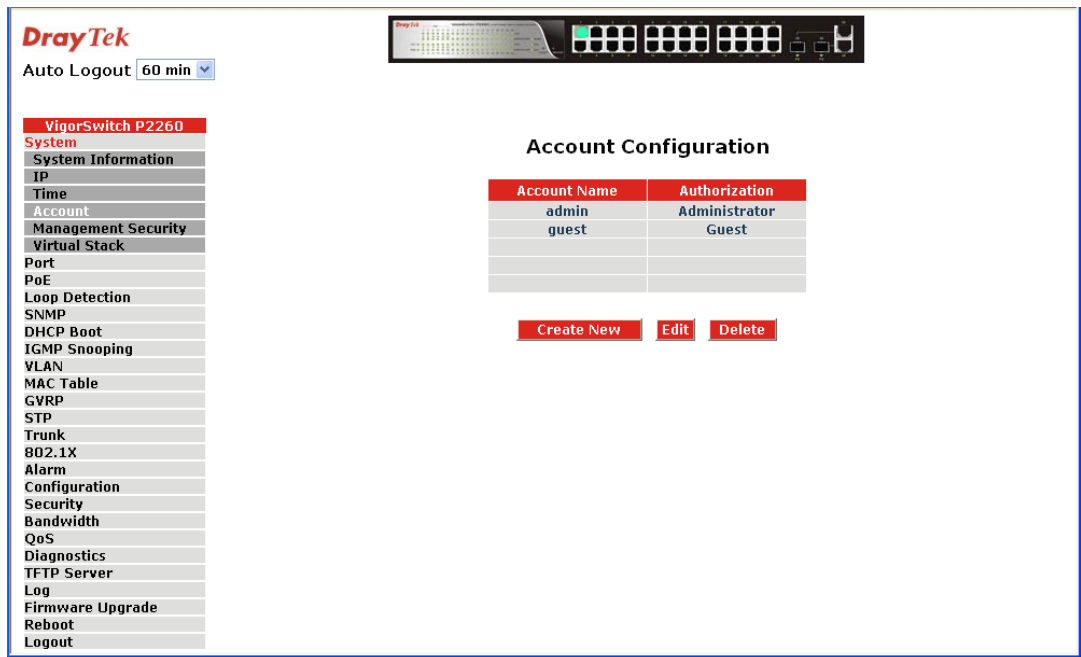 DrayTek
Auto Logout 60 min
VigorSwitch P2260
System
System Information
IP
Time
Account
Management Security
Virtual Stack
Port
PoE
Loop Detection
SNMP
DHCP Boot
IGMP Snooping
VLAN
MAC Table
GVRP
STP
Trunk
802.1X
Alarm
Configuration
Security
Bandwidth
QoS
Diagnostics
TFTP Server
Log
Firmware Upgrade
Reboot
Logout
Account Configuration
Account Name Authorization
admin Administrator
guest Guest
Create New Edit Delete